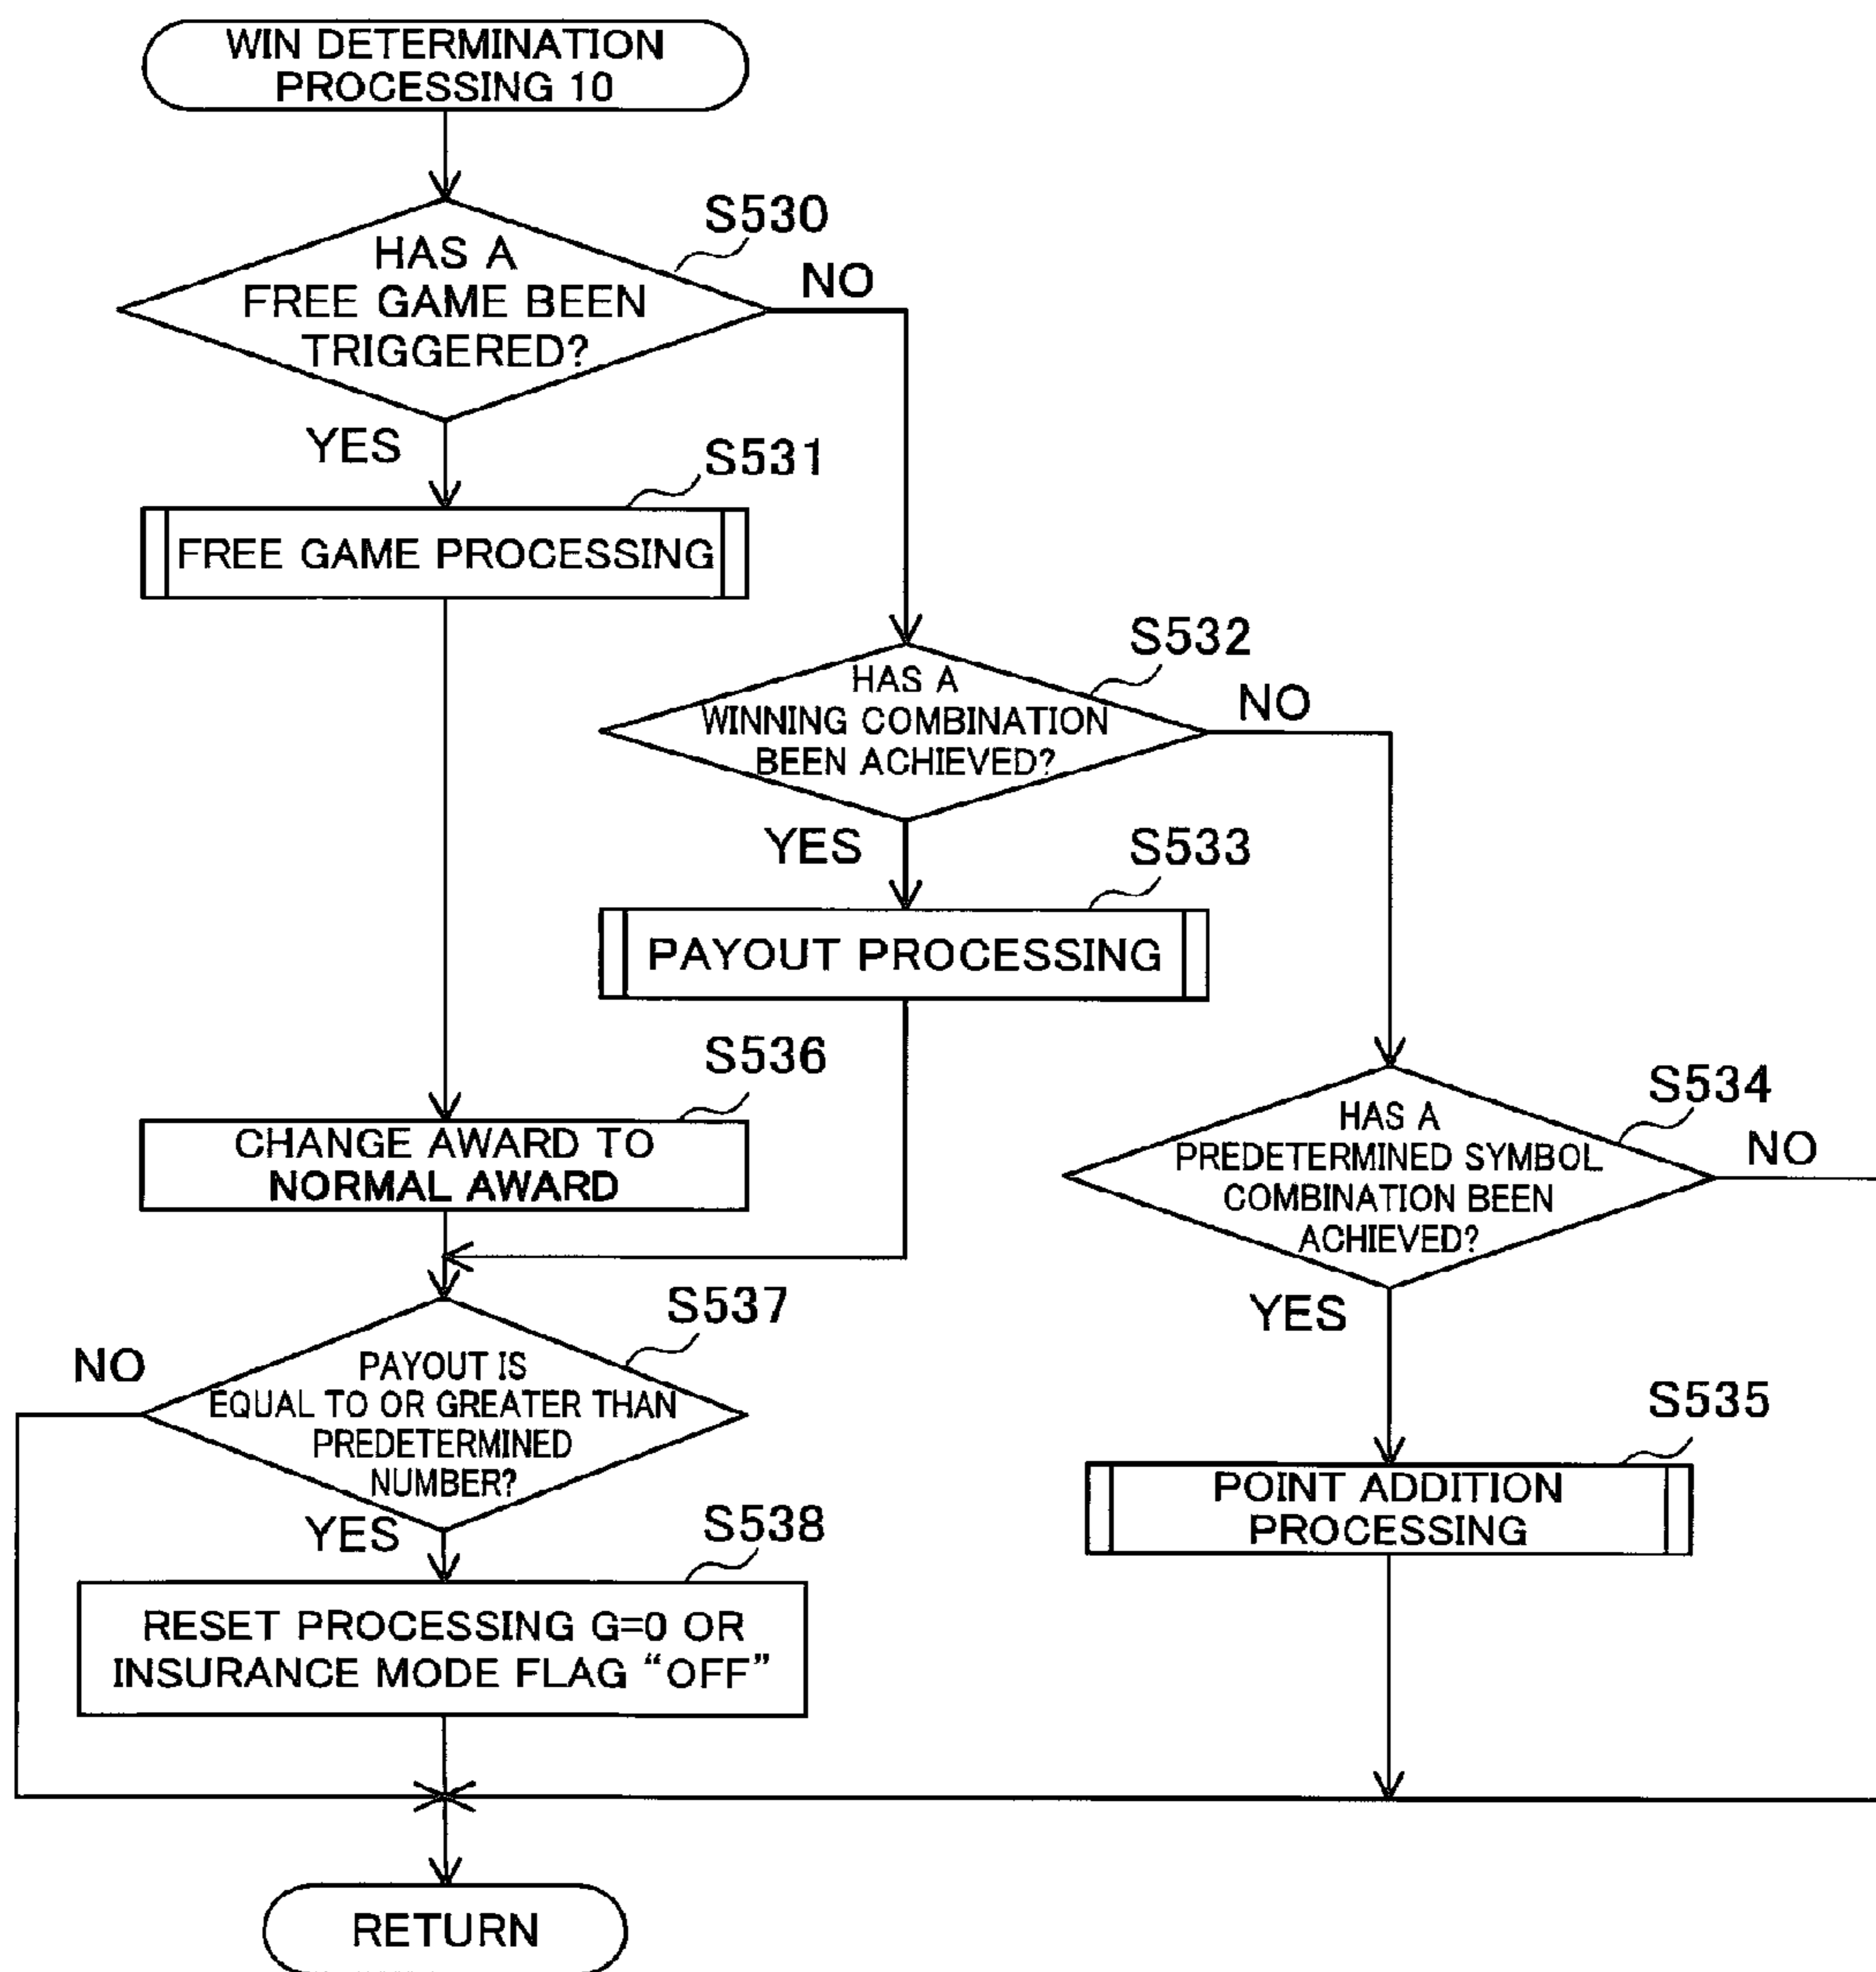 WIN DETERMINATION
PROCESSING 10
S530
HAS A
FREE GAME BEEN
TRIGGERED?
NO
YES
S531
FREE GAME PROCESSING
S532
HAS A
WINNING COMBINATION
BEEN ACHIEVED?
NO
YES
S533
PAYOUT PROCESSING
S534
HAS A
PREDETERMINED SYMBOL
COMBINATION BEEN
ACHIEVED?
NO
YES
S535
POINT ADDITION
PROCESSING
S536
CHANGE AWARD TO
NORMAL AWARD
S537
PAYOUT IS
EQUAL TO OR GREATER THAN
PREDETERMINED
NUMBER?
NO
YES
S538
RESET PROCESSING G=0 OR
INSURANCE MODE FLAG “OFF”
RETURN